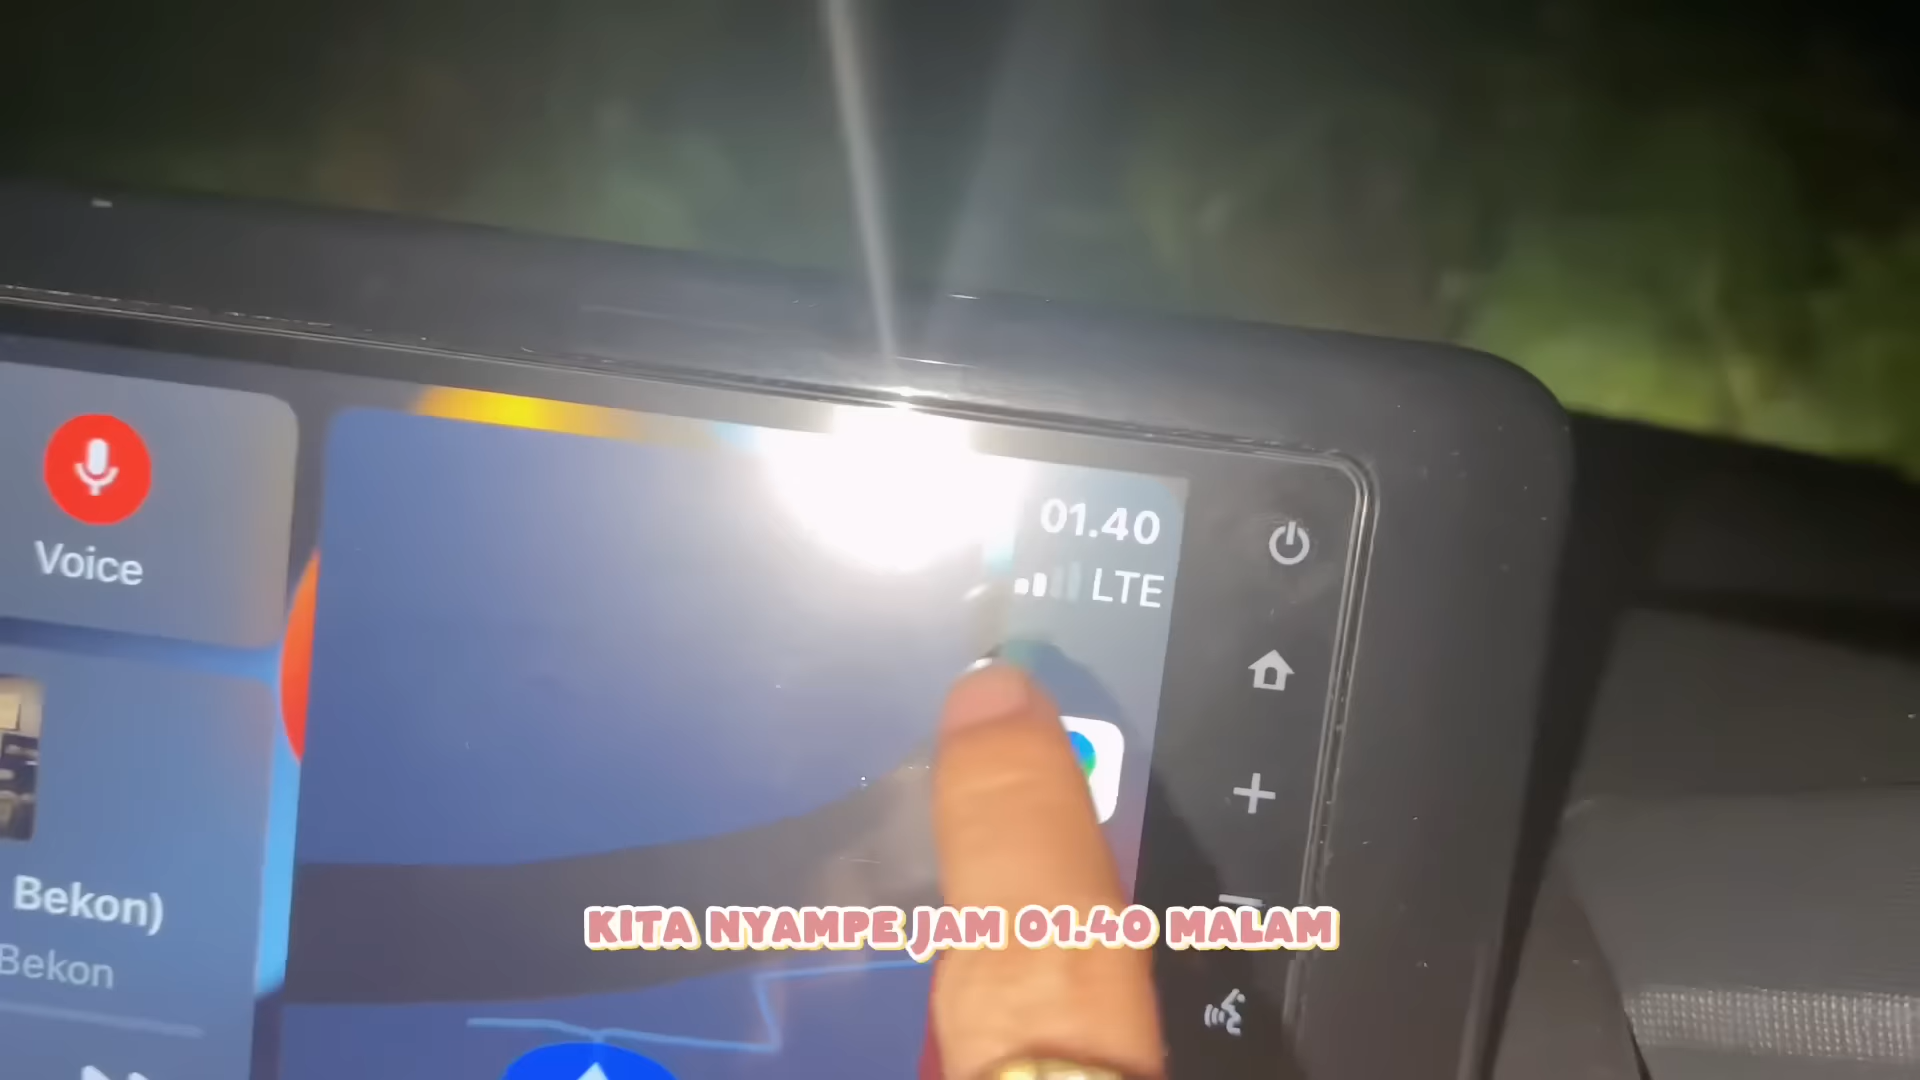 01.40
LTE
Voice
Bekon)
Bekon
KITA NYAMPE JAM 01.40 MALAM